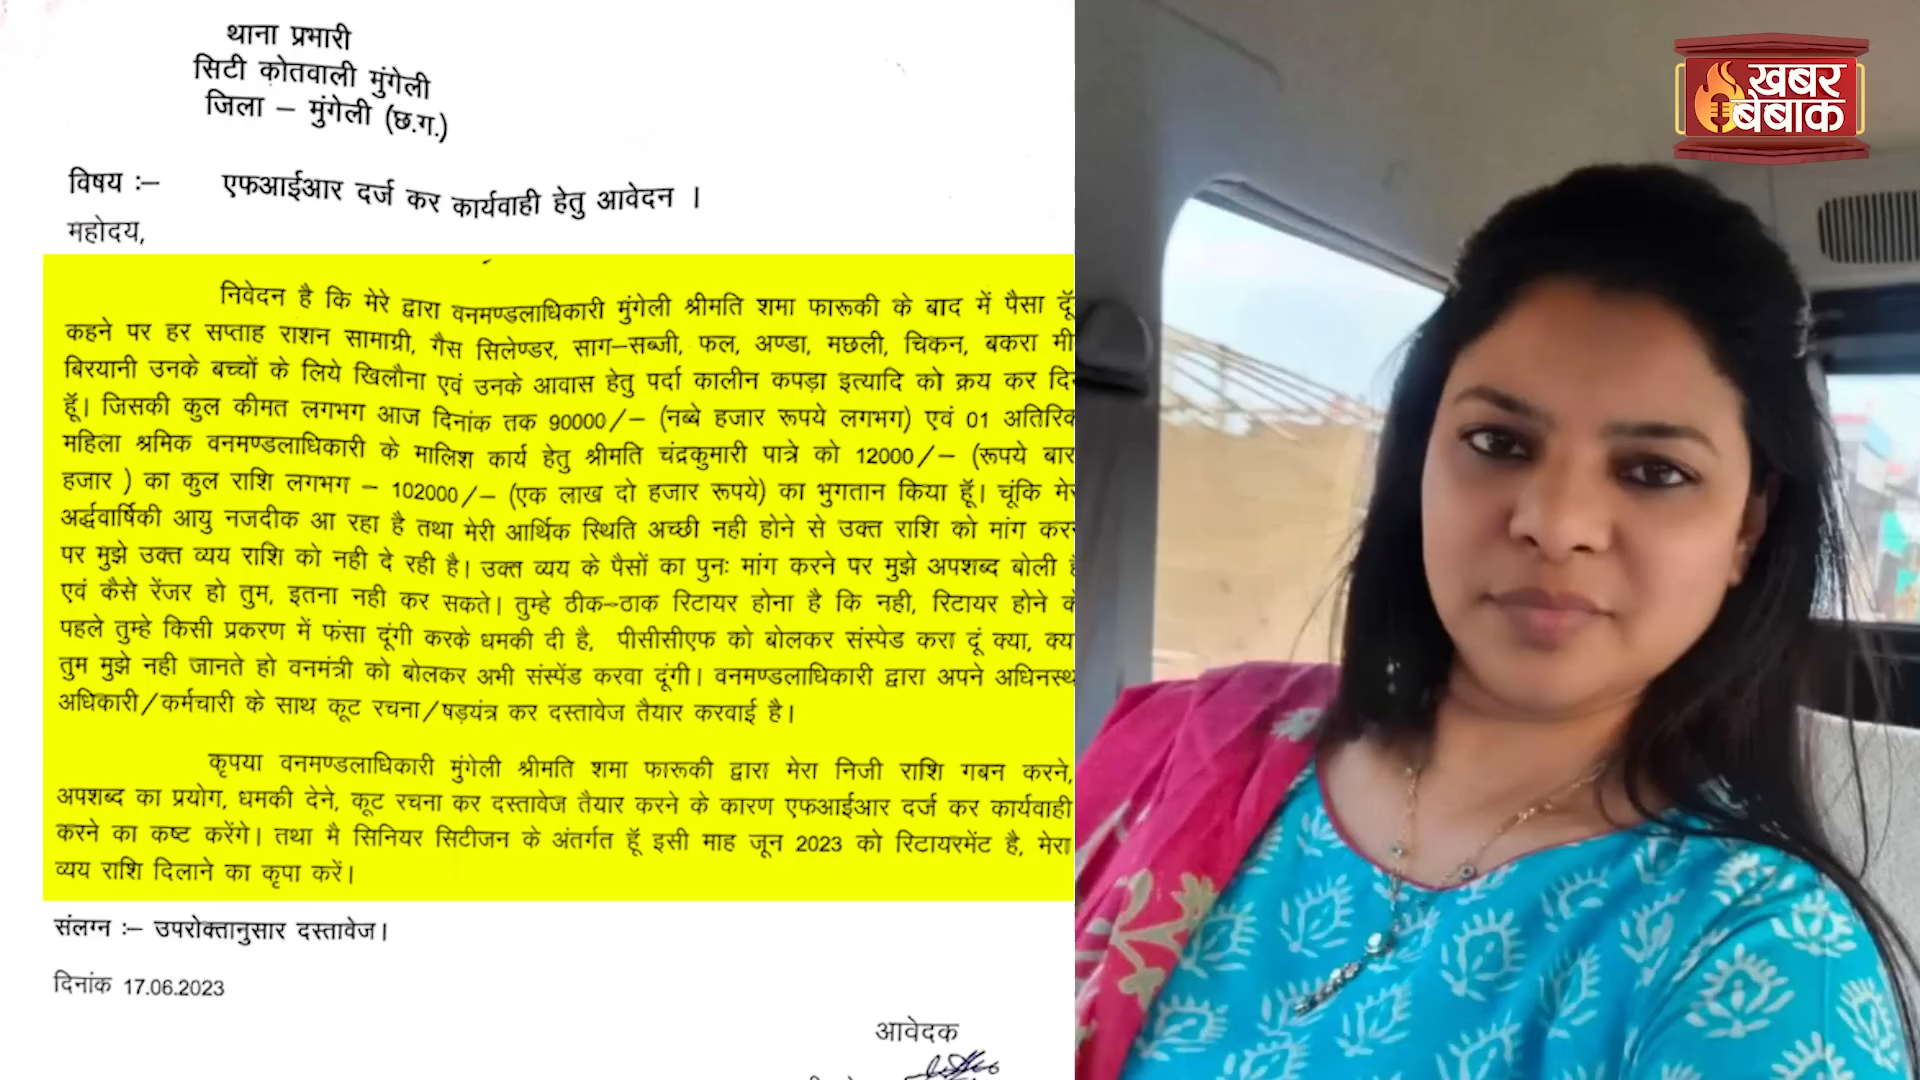 थाना प्रभारी
सिटी कोतवाली मुंगेली
जिला – मुंगेली (छ.ग.)
विषय :– एफआईआर दर्ज कर कार्यवाही हेतु आवेदन ।
महोदय,
निवेदन है कि मेरे द्वारा वनमण्डलाधिकारी मुंगेली श्रीमति शमा फारूकी के बाद में पैसा दूॅ
कहने पर हर सप्ताह राशन सामाग्री, गैस सिलेण्डर, साग–सब्जी, फल, अण्डा, मछली, चिकन, बकरा
बिरयानी उनके बच्चों के लिये खिलौना एवं उनके आवास हेतु पर्दा कालीन कपड़ा इत्यादि को क्रय कर
हूॅ। जिसकी कुल कीमत लगभग आज दिनांक तक 90000/– (नब्बे हजार रूपये लगभग) एवं 01
महिला श्रमिक वनमण्डलाधिकारी के मालिश कार्य हेतु श्रीमति चंद्रकुमारी पात्रे को 12000/– (रूपये
हजार ) का कुल राशि लगभग – 102000/– (एक लाख दो हजार रूपये) का भुगतान किया हूॅ। चूंकि
अर्द्धवार्षिकी आयु नजदीक आ रहा है तथा मेरी आर्थिक स्थिति अच्छी नही होने से उक्त राशि को मांग
पर मुझे उक्त व्यय राशि को नही दे रही है। उक्त व्यय के पैसों का पुनः मांग करने पर मुझे अपशब्द बोली
एवं कैसे रेंजर हो तुम, इतना नही कर सकते। तुम्हे ठीक–ठाक रिटायर होना है कि नही, रिटायर होने
पहले तुम्हे किसी प्रकरण में फंसा दूंगी करके धमकी दी है, पीसीसीएफ को बोलकर संस्पेड करा दूं क्या,
तुम मुझे नही जानते हो वनमंत्री को बोलकर अभी संस्पेंड करवा दूंगी। वनमण्डलाधिकारी द्वारा अपने अधिनस्थ
अधिकारी/कर्मचारी के साथ कूट रचना/षड़यंत्र कर दस्तावेज तैयार करवाई है।
कृपया वनमण्डलाधिकारी मुंगेली श्रीमति शमा फारूकी द्वारा मेरा निजी राशि गबन करने,
अपशब्द का प्रयोग, धमकी देने, कूट रचना कर दस्तावेज तैयार करने के कारण एफआईआर दर्ज कर कार्यवाही
करने का कष्ट करेंगे। तथा मै सिनियर सिटीजन के अंतर्गत हूॅ इसी माह जून 2023 को रिटायरमेंट है, मेरा
व्यय राशि दिलाने का कृपा करें।
संलग्न :– उपरोक्तानुसार दस्तावेज।
दिनांक 17.06.2023
आवेदक
ख़बर
बेबाक